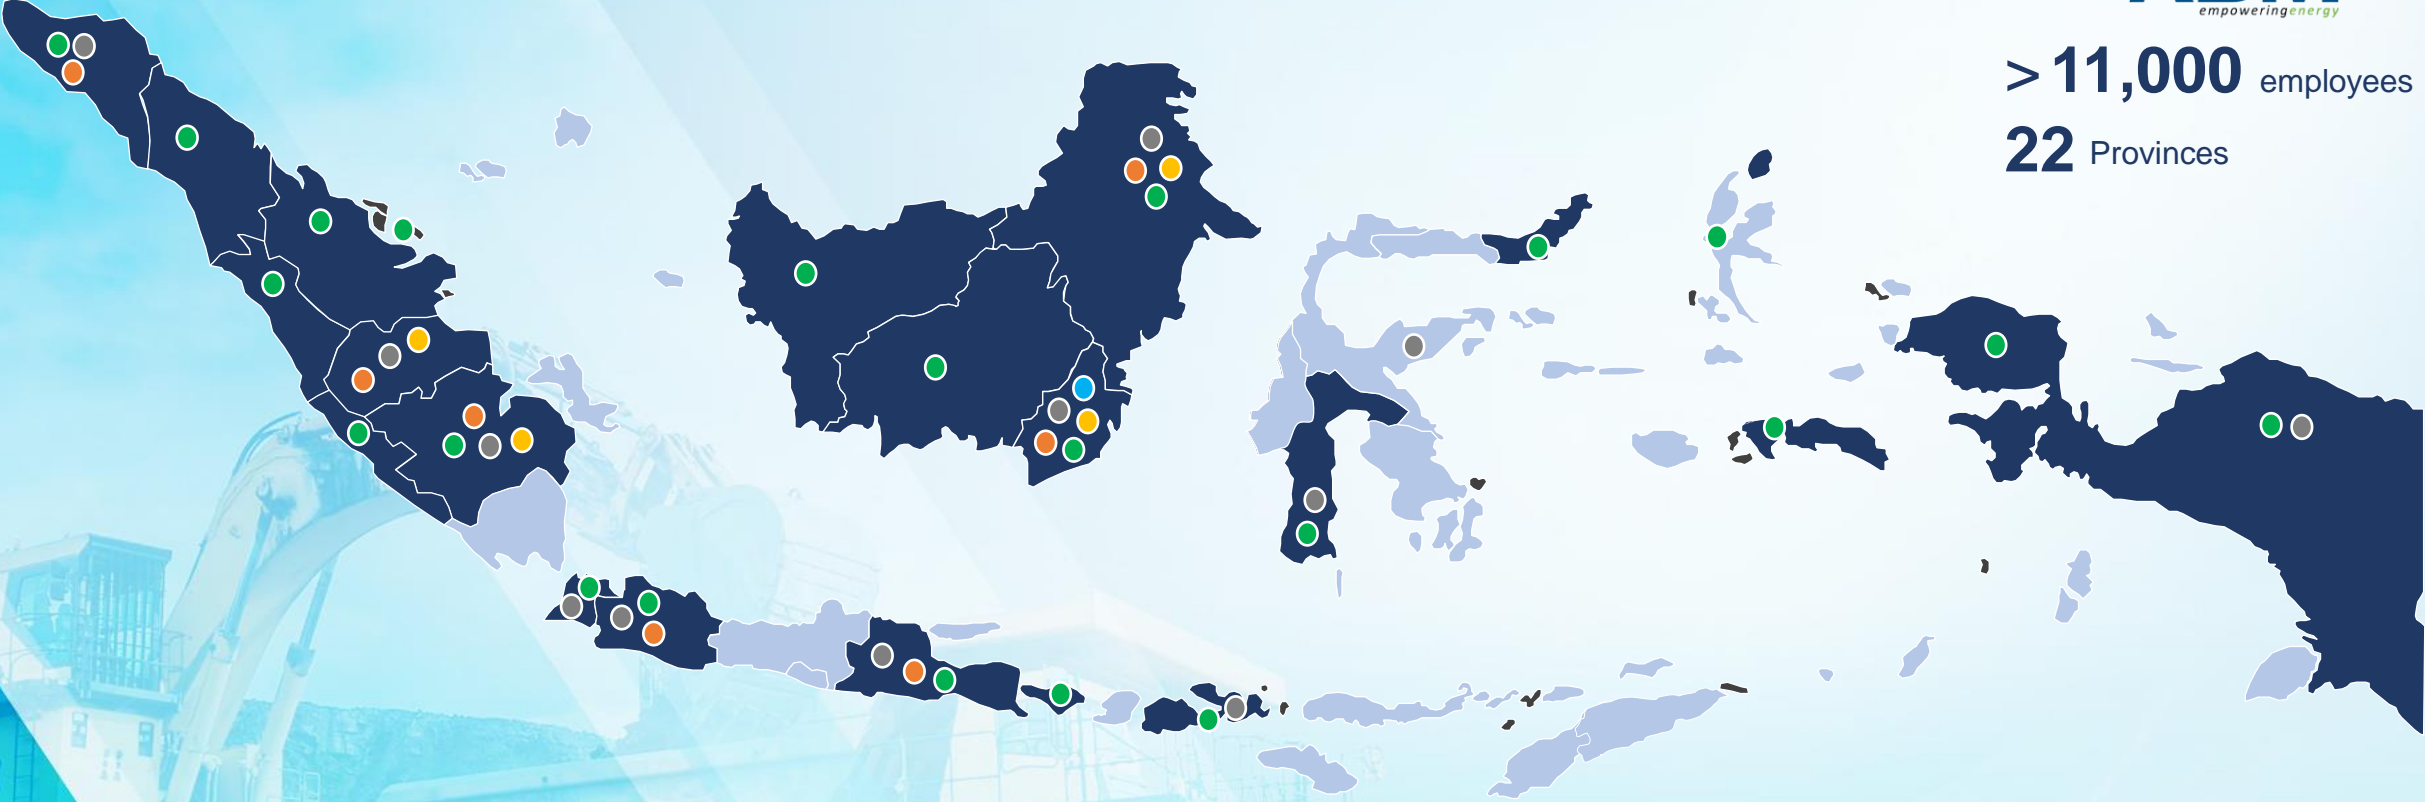 empoweringenergy
> 11,000 employees
22 Provinces